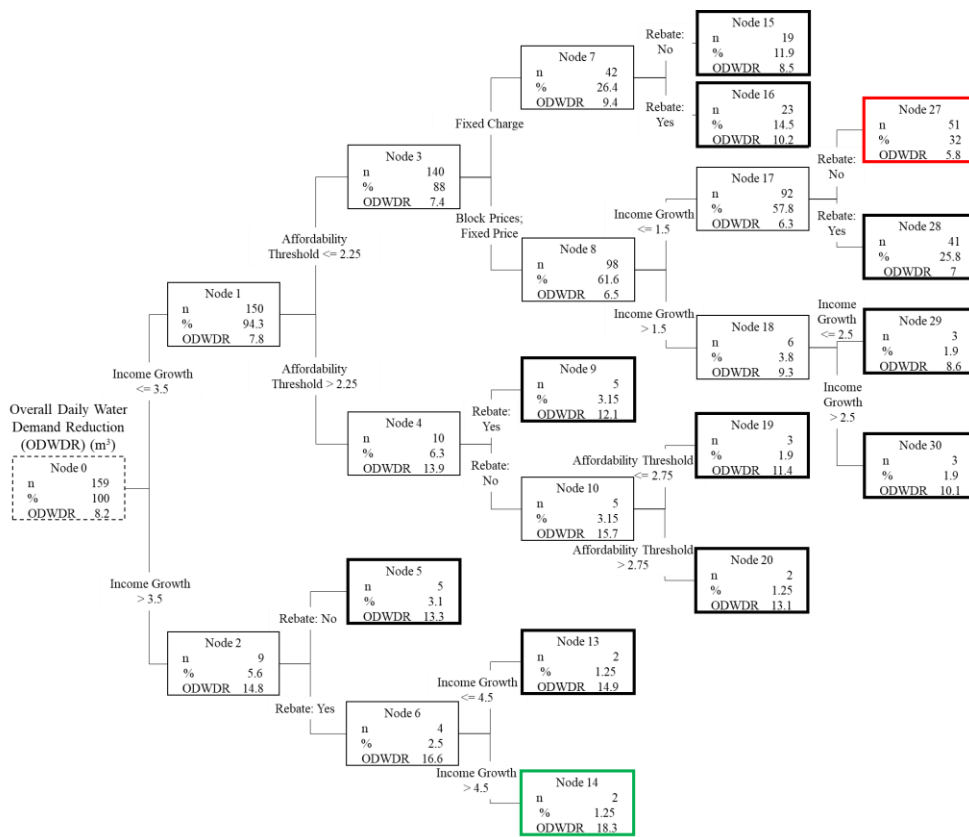 Overall Daily Water
Demand Reduction
(ODWDR) (m³)
Node 0
n 159
% 100
ODWDR 8.2
Income Growth
<= 3.5
Income Growth
> 3.5
Node 1
n 150
% 94.3
ODWDR 7.8
Affordability
Threshold <= 2.25
Affordability
Threshold > 2.25
Node 2
n 9
% 5.6
ODWDR 14.8
Rebate: No
Rebate: Yes
Node 3
n 140
% 88
ODWDR 7.4
Fixed Charge
Block Prices;
Fixed Price
Node 4
n 10
% 6.3
ODWDR 13.9
Rebate:
Yes
Rebate:
No
Node 5
n 5
% 3.1
ODWDR 13.3
Node 6
n 4
% 2.5
ODWDR 16.6
Income Growth
<= 4.5
Income Growth
> 4.5
Node 7
n 42
% 26.4
ODWDR 9.4
Rebate:
No
Rebate:
Yes
Node 8
n 98
% 61.6
ODWDR 6.5
Income Growth
<= 1.5
Income Growth
> 1.5
Node 9
n 5
% 3.15
ODWDR 12.1
Node 10
n 5
% 3.15
ODWDR 15.7
Affordability Threshold
<= 2.75
Affordability Threshold
> 2.75
Node 13
n 2
% 1.25
ODWDR 14.9
Node 14
n 2
% 1.25
ODWDR 18.3
Node 15
n 19
% 11.9
ODWDR 8.5
Node 16
n 23
% 14.5
ODWDR 10.2
Node 17
n 92
% 57.8
ODWDR 6.3
Rebate:
No
Rebate:
Yes
Node 18
n 6
% 3.8
ODWDR 9.3
Income
Growth
<= 2.5
Income
Growth
> 2.5
Node 19
n 3
% 1.9
ODWDR 11.4
Node 20
n 2
% 1.25
ODWDR 13.1
Node 27
n 51
% 32
ODWDR 5.8
Node 28
n 41
% 25.8
ODWDR 7
Node 29
n 3
% 1.9
ODWDR 8.6
Node 30
n 3
% 1.9
ODWDR 10.1